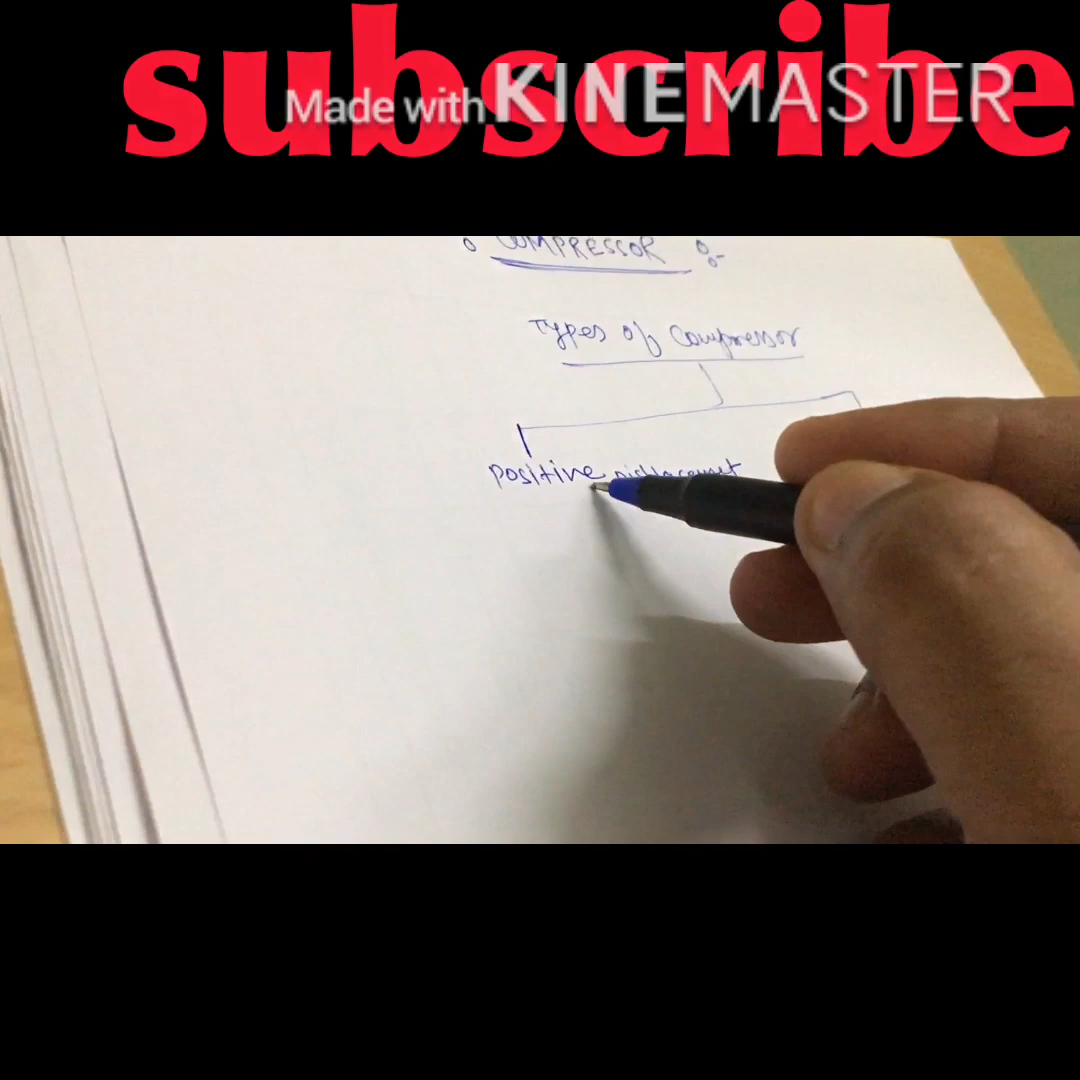 subscribe
Made with KINEMASTER
COMPRESSOR
Types of Compressor
Positive Displacement